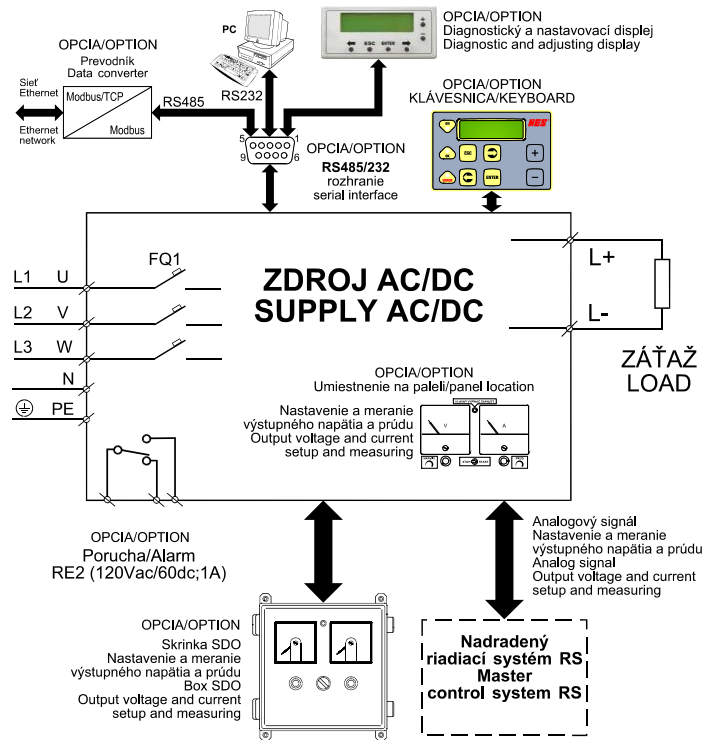 OPCIA/OPTION
Prevodník
Data converter
Sieť
Ethernet
Ethernet
network
Modbus/TCP
Modbus
RS485
PC
RS232
ESC ENTER
+
−
OPCIA/OPTION
Diagnostický a nastavovací displej
Diagnostic and adjusting display
OPCIA/OPTION
KLÁVESNICA/KEYBOARD
ESC
ENTER
+
−
5
1
9
6
OPCIA/OPTION
RS485/232
rozhranie
serial interface
L1 U
L2 V
L3 W
N
PE
FQ1
ZDROJ AC/DC
SUPPLY AC/DC
L+
L-
ZÁŤAŽ
LOAD
OPCIA/OPTION
Umiestnenie na paleli/panel location
Nastavenie a meranie
výstupného napätia a prúdu
Output voltage and current
setup and measuring
V
A
OPCIA/OPTION
Porucha/Alarm
RE2 (120Vac/60dc;1A)
Analogový signál
Nastavenie a meranie
výstupného napätia a prúdu
Analog signal
Output voltage and current
setup and measuring
OPCIA/OPTION
Skrinka SDO
Nastavenie a meranie
výstupného napätia a prúdu
Box SDO
Output voltage and current
setup and measuring
Nadradený
riadiací systém RS
Master
control system RS